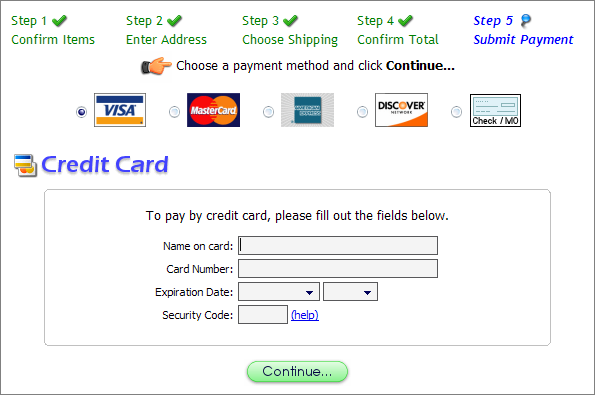 Step 1 Step 2 Step 3 Step 4 Step 5
Confirm Items Enter Address Choose Shipping Confirm Total Submit Payment
Choose a payment method and click Continue...
VISA MasterCard AMERICAN EXPRESS DISCOVER NETWORK Check / MO
Credit Card
To pay by credit card, please fill out the fields below.
Name on card:
Card Number:
Expiration Date:
Security Code: (help)
Continue...